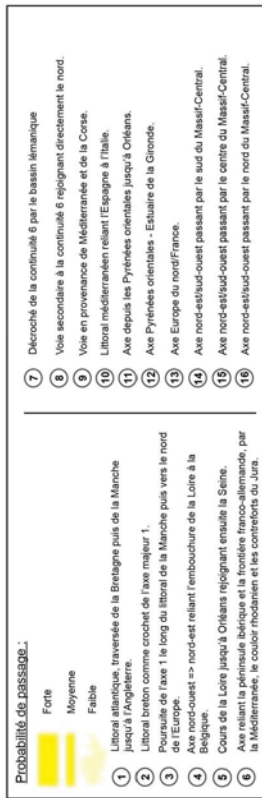 Probabilité de passage :
Forte
Moyenne
Faible
1 Littoral atlantique, traversée de la Bretagne puis de la Manche
jusqu'à l'Angleterre.
2 Littoral breton comme crochet de l'axe majeur 1.
3 Poursuite de l'axe 1 le long du littoral de la Manche puis vers le nord
de l'Europe.
4 Axe nord-ouest => nord-est reliant l'embouchure de la Loire à la
Belgique.
5 Cours de la Loire jusqu'à Orléans rejoignant ensuite la Seine.
6 Axe reliant la péninsule ibérique et la frontière franco-allemande, par
la Méditerranée, le couloir rhodanien et les contreforts du Jura.
7 Décroché de la continuité 6 par le bassin lémanique
8 Voie secondaire à la continuité 6 rejoignant directement le nord.
9 Voie en provenance de Méditerranée et de la Corse.
10 Littoral méditerranéen reliant l'Espagne à l'Italie.
11 Axe depuis les Pyrénées orientales jusqu'à Orléans.
12 Axe Pyrénées orientales - Estuaire de la Gironde.
13 Axe Europe du nord/France.
14 Axe nord-est/sud-ouest passant par le sud du Massif-Central.
15 Axe nord-est/sud-ouest passant par le centre du Massif-Central.
16 Axe nord-est/sud-ouest passant par le nord du Massif-Central.